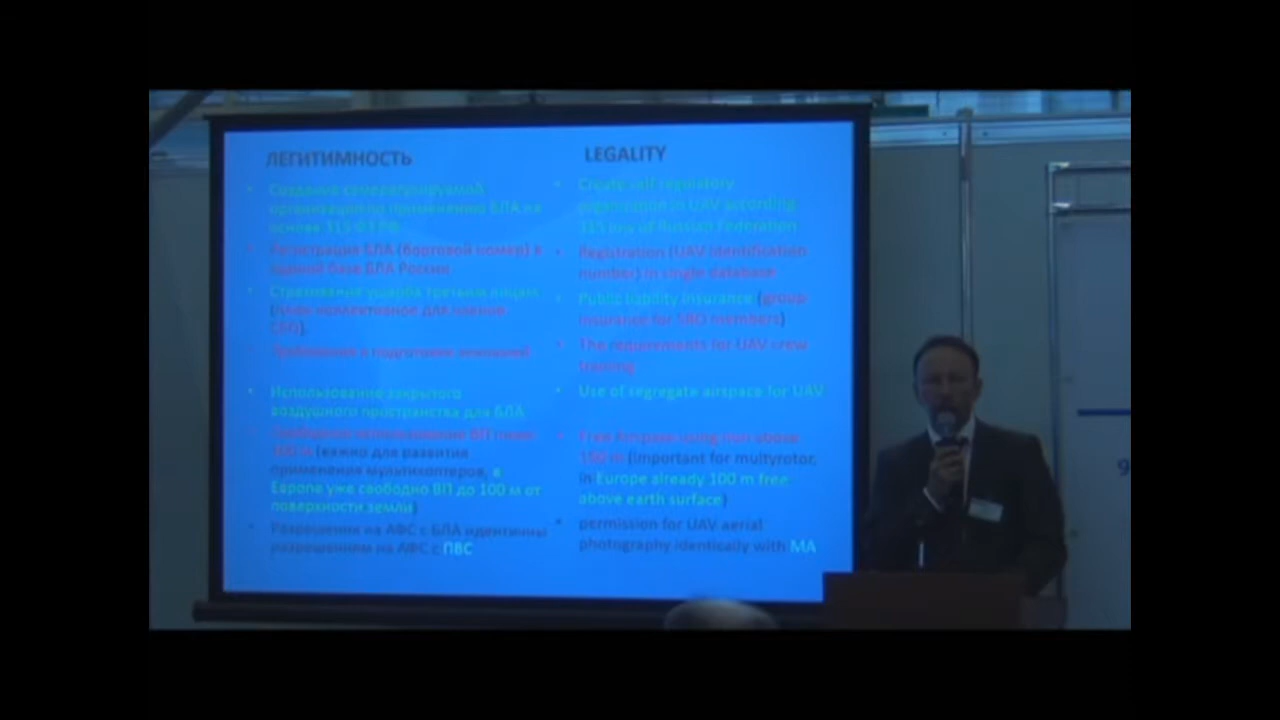 ЛЕГИТИМНОСТЬ
Создание саморегулируемой
организации по применению БЛА на
основе 315 ФЗ РФ
Регистрация БЛА (бортовой номер) в
единой базе БЛА России
Страхование ущерба третьим лицам
(плюс коллективное для членов
СРО).
Требования к подготовке экипажей
Использование закрытого
воздушного пространства для БЛА
Свободное использование ВП ниже
(важно для развития
применения мультикоптеров, в
Европе уже свободно ВП до 100 м от
поверхности земли)
Разрешения на АФС с БЛА идентичны
разрешениям на АФС с ПВС
LEGALITY
Create self regulatory
organization in UAV according
315 low of Russian Federation
Registration (UAV identification
number) in single database
Public liability insurance (group
insurance for SRO members)
The requirements for UAV crew
training
Use of segregate airspace for UAV
Free Airspace using non above
(important for multyrotor,
in Europe already 100 m free
above earth surface)
permission for UAV aerial
photography identically with MA
9